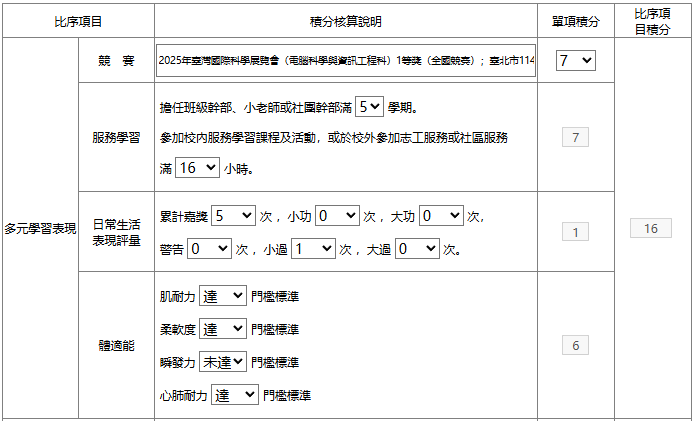 比序項目 積分核算說明 單項積分 比序項
目積分
多元學習表現
競 賽 2025年臺灣國際科學展覽會（電腦科學與資訊工程科）1等獎（全國競賽）；臺北市114 7
服務學習
擔任班級幹部、小老師或社團幹部滿 5 學期。
參加校內服務學習課程及活動，或於校外參加志工服務或社區服務
滿 16 小時。
7
日常生活
表現評量
累計嘉獎 5 次，小功 0 次，大功 0 次，
警告 0 次，小過 1 次，大過 0 次。
1
體適能
肌耐力 達 門檻標準
柔軟度 達 門檻標準
瞬發力 未達 門檻標準
心肺耐力 達 門檻標準
6
16